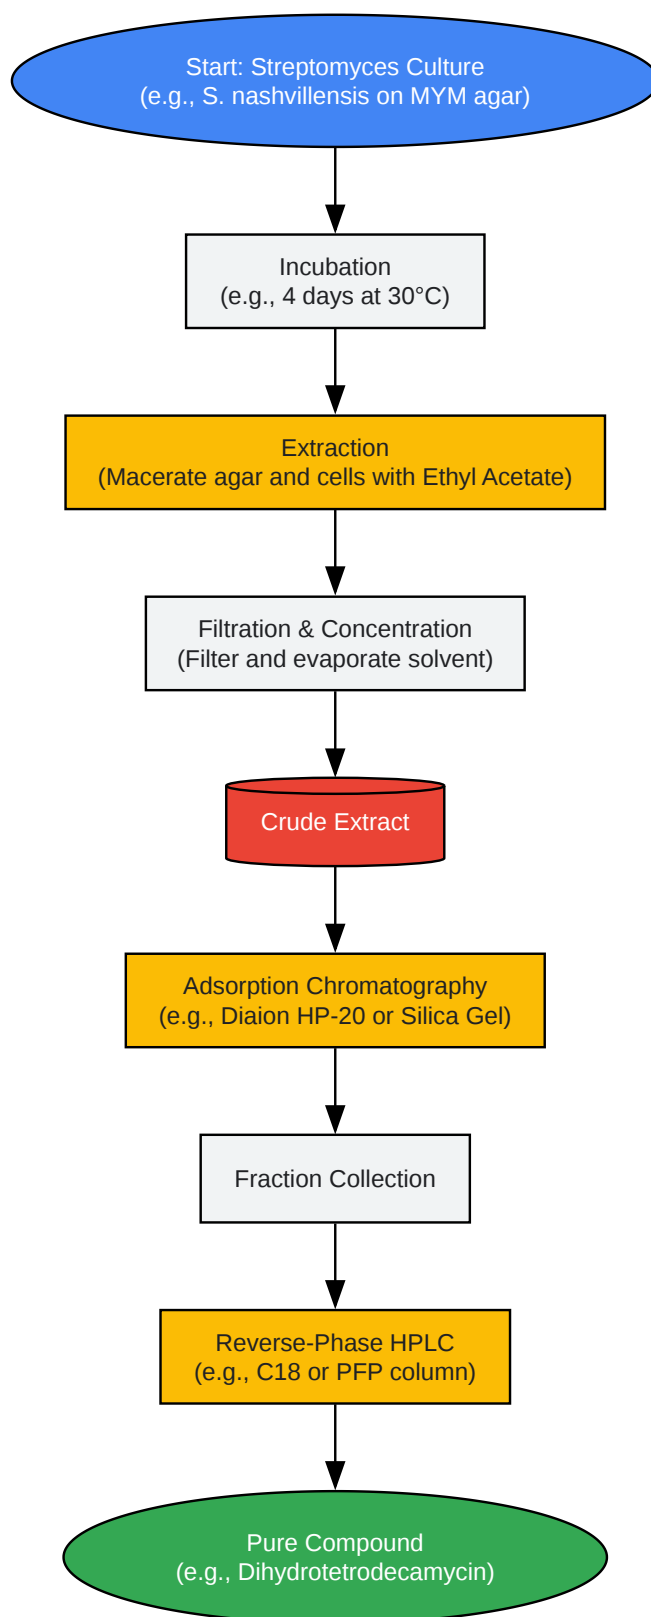 Start: Streptomyces Culture
(e.g., S. nashvillensis on MYM agar)
Incubation
(e.g., 4 days at 30°C)
Extraction
(Macerate agar and cells with Ethyl Acetate)
Filtration & Concentration
(Filter and evaporate solvent)
Crude Extract
Adsorption Chromatography
(e.g., Diaion HP-20 or Silica Gel)
Fraction Collection
Reverse-Phase HPLC
(e.g., C18 or PFP column)
Pure Compound
(e.g., Dihydrotetrodecamycin)